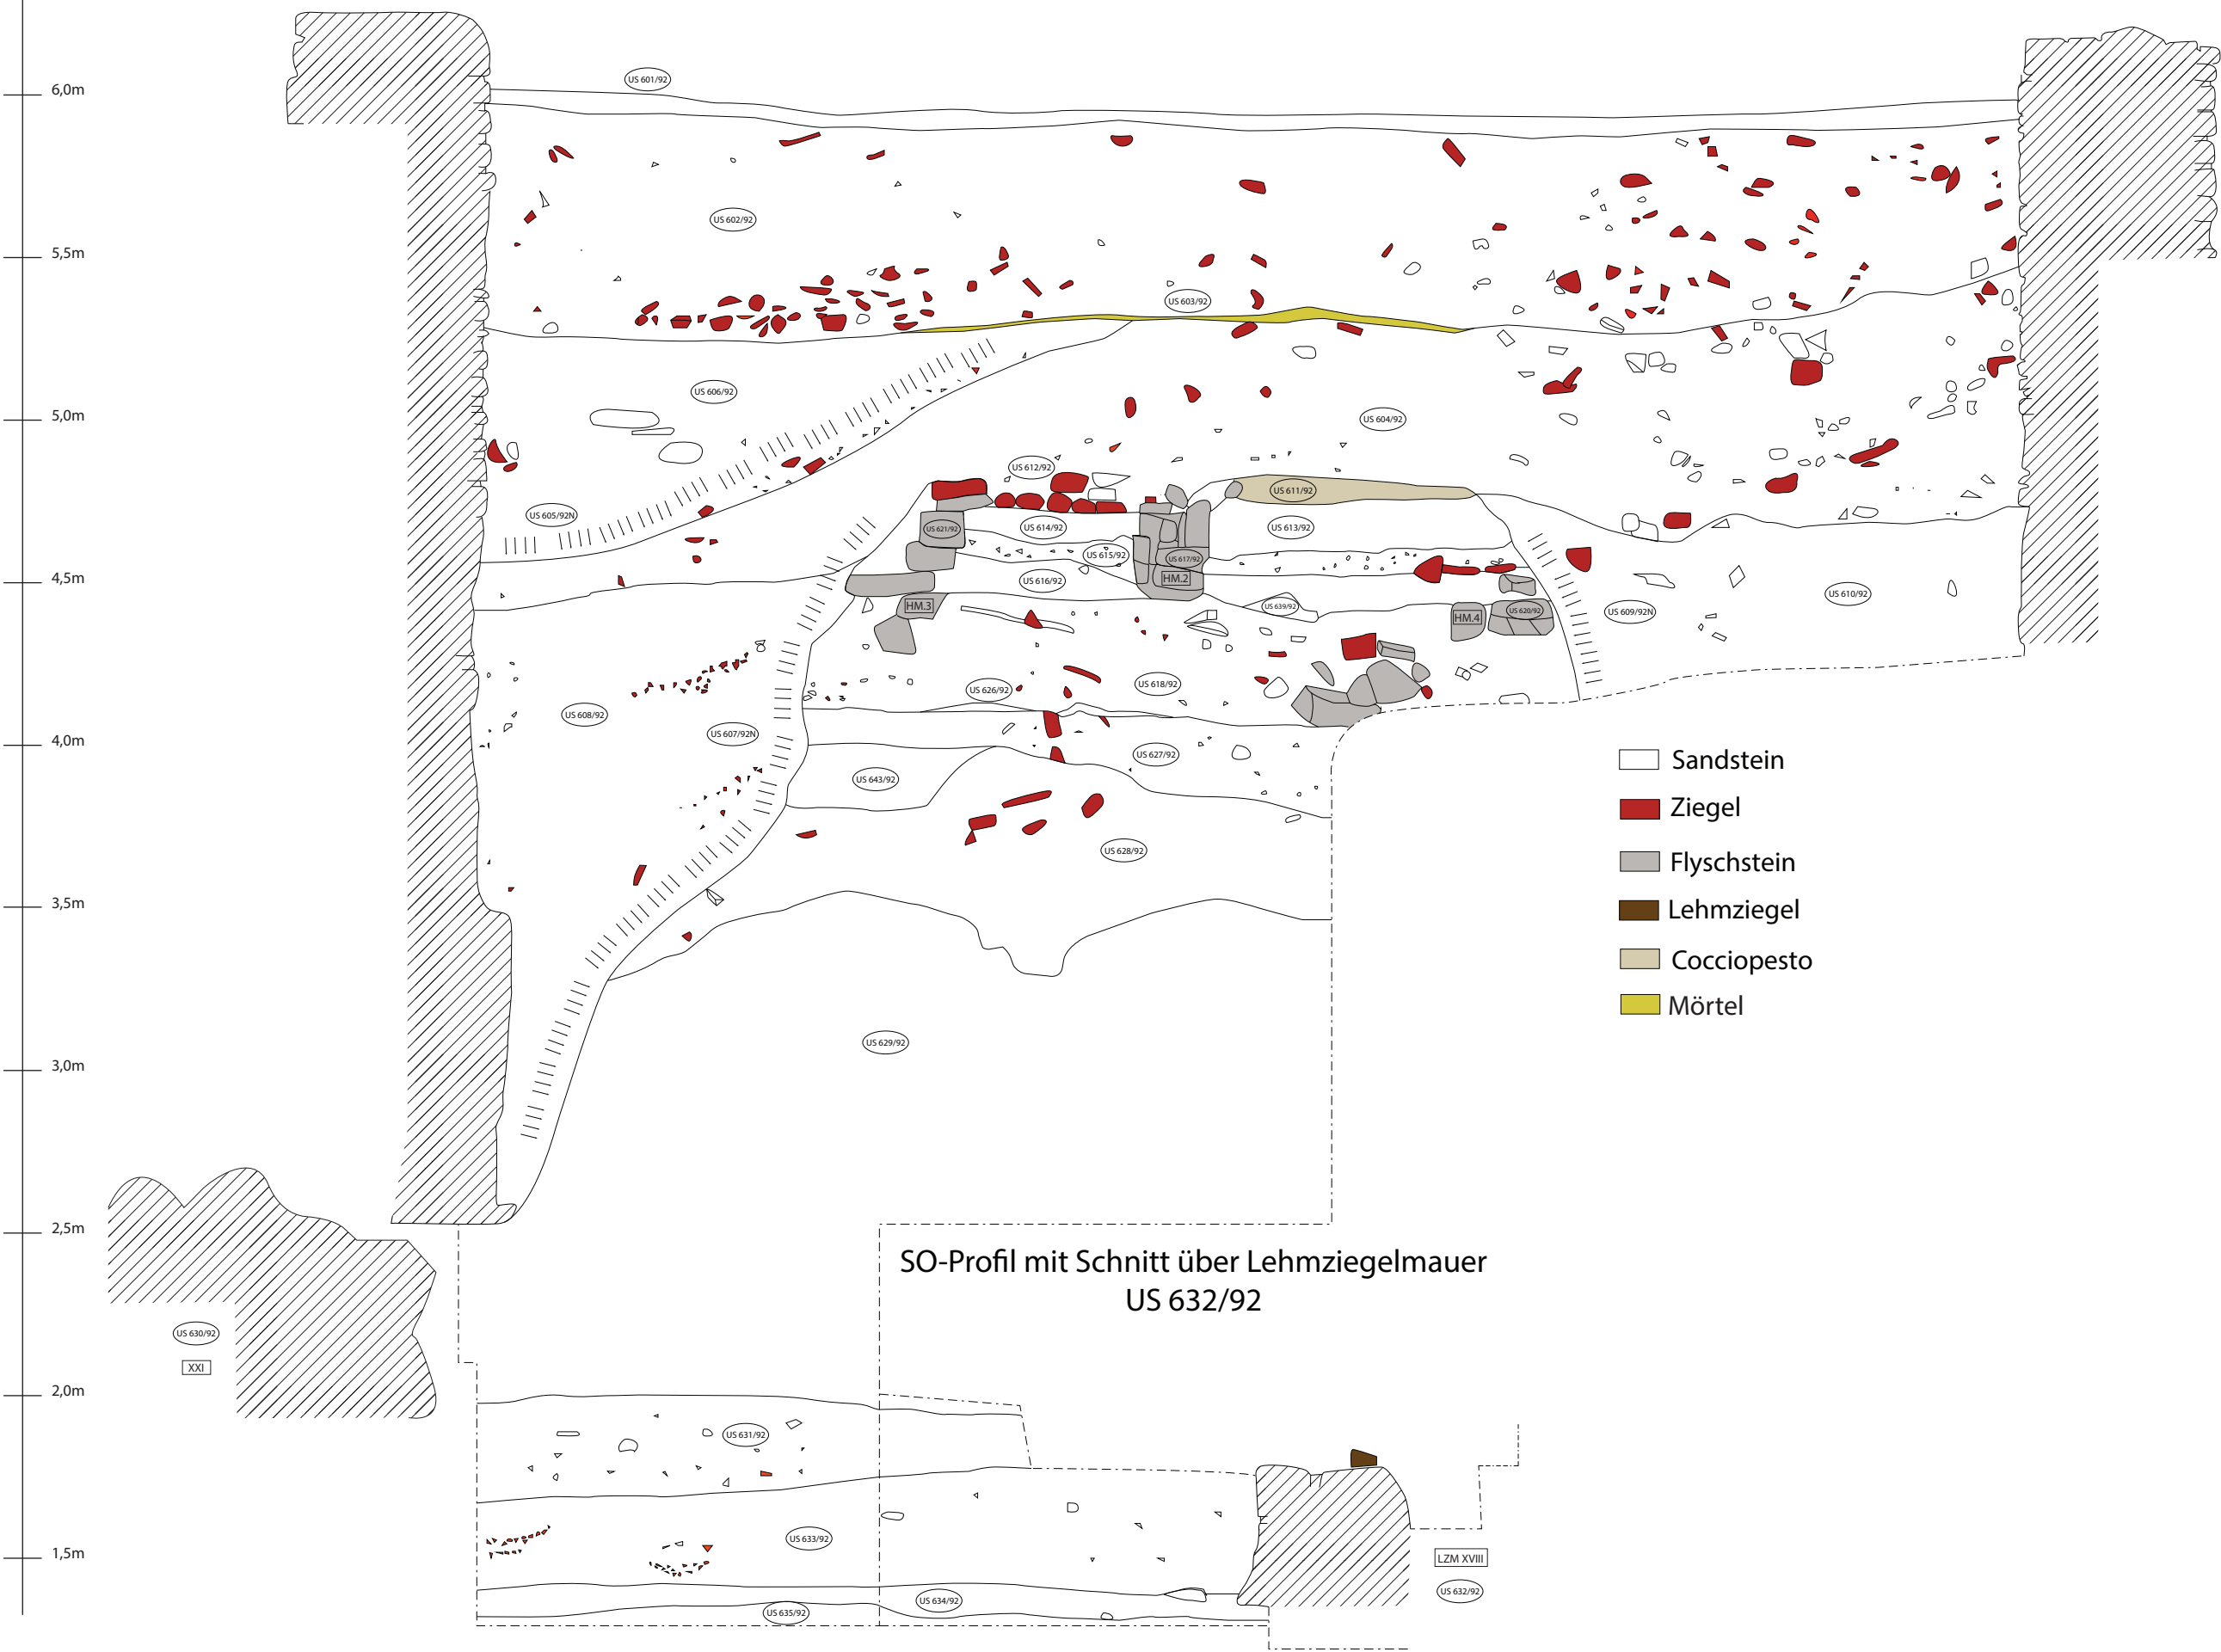 6,0m
US 601/92
US 602/92
5,5m
US 603/92
US 606/92
5,0m
US 604/92
US 612/92
US 611/92
US 605/92N
US 621/92
US 614/92
US 613/92
US 615/92
US 617/92
4,5m
US 616/92
HM.2
HM.3
US 639/92
HM.4
US 620/92
US 609/92N
US 610/92
US 626/92
US 618/92
US 608/92
US 607/92N
4,0m
US 627/92
US 643/92
Sandstein
Ziegel
US 628/92
Flyschstein
3,5m
Lehmziegel
Cocciopesto
Mörtel
US 629/92
3,0m
2,5m
SO-Profil mit Schnitt über Lehmziegelmauer
US 632/92
US 630/92
XXI
2,0m
US 631/92
US 633/92
1,5m
LZM XVIII
US 632/92
US 634/92
US 635/92